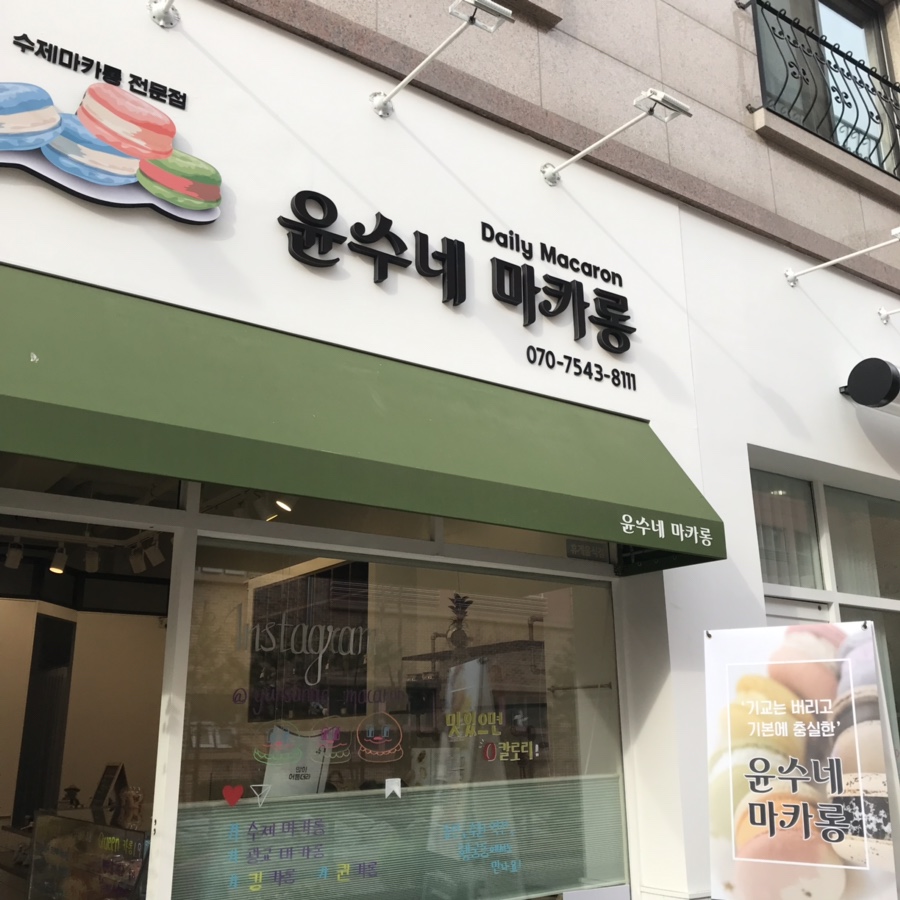 수제마카롱 전문점
Daily Macaron
윤수네 마카롱
070-7543-8111
윤수네 마카롱
Instagram
맛있으면
0칼로리!
# 수제 마카롱
'기교는 버리고
기본에 충실한'
윤수네
마카롱